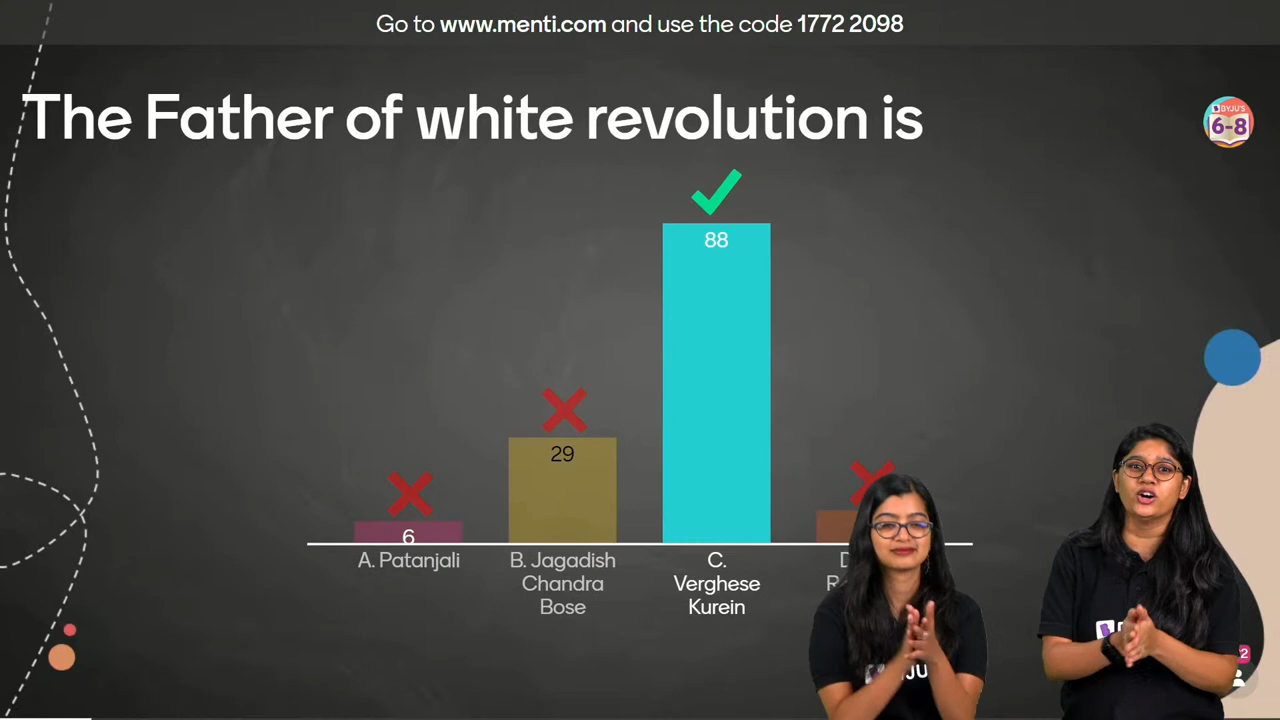 Go to www.menti.com and use the code 1772 2098
The Father of white revolution is
BYJU'S
6-8
88
29
6
A. Patanjali
B. Jagadish
Chandra
Bose
C.
Verghese
Kurein